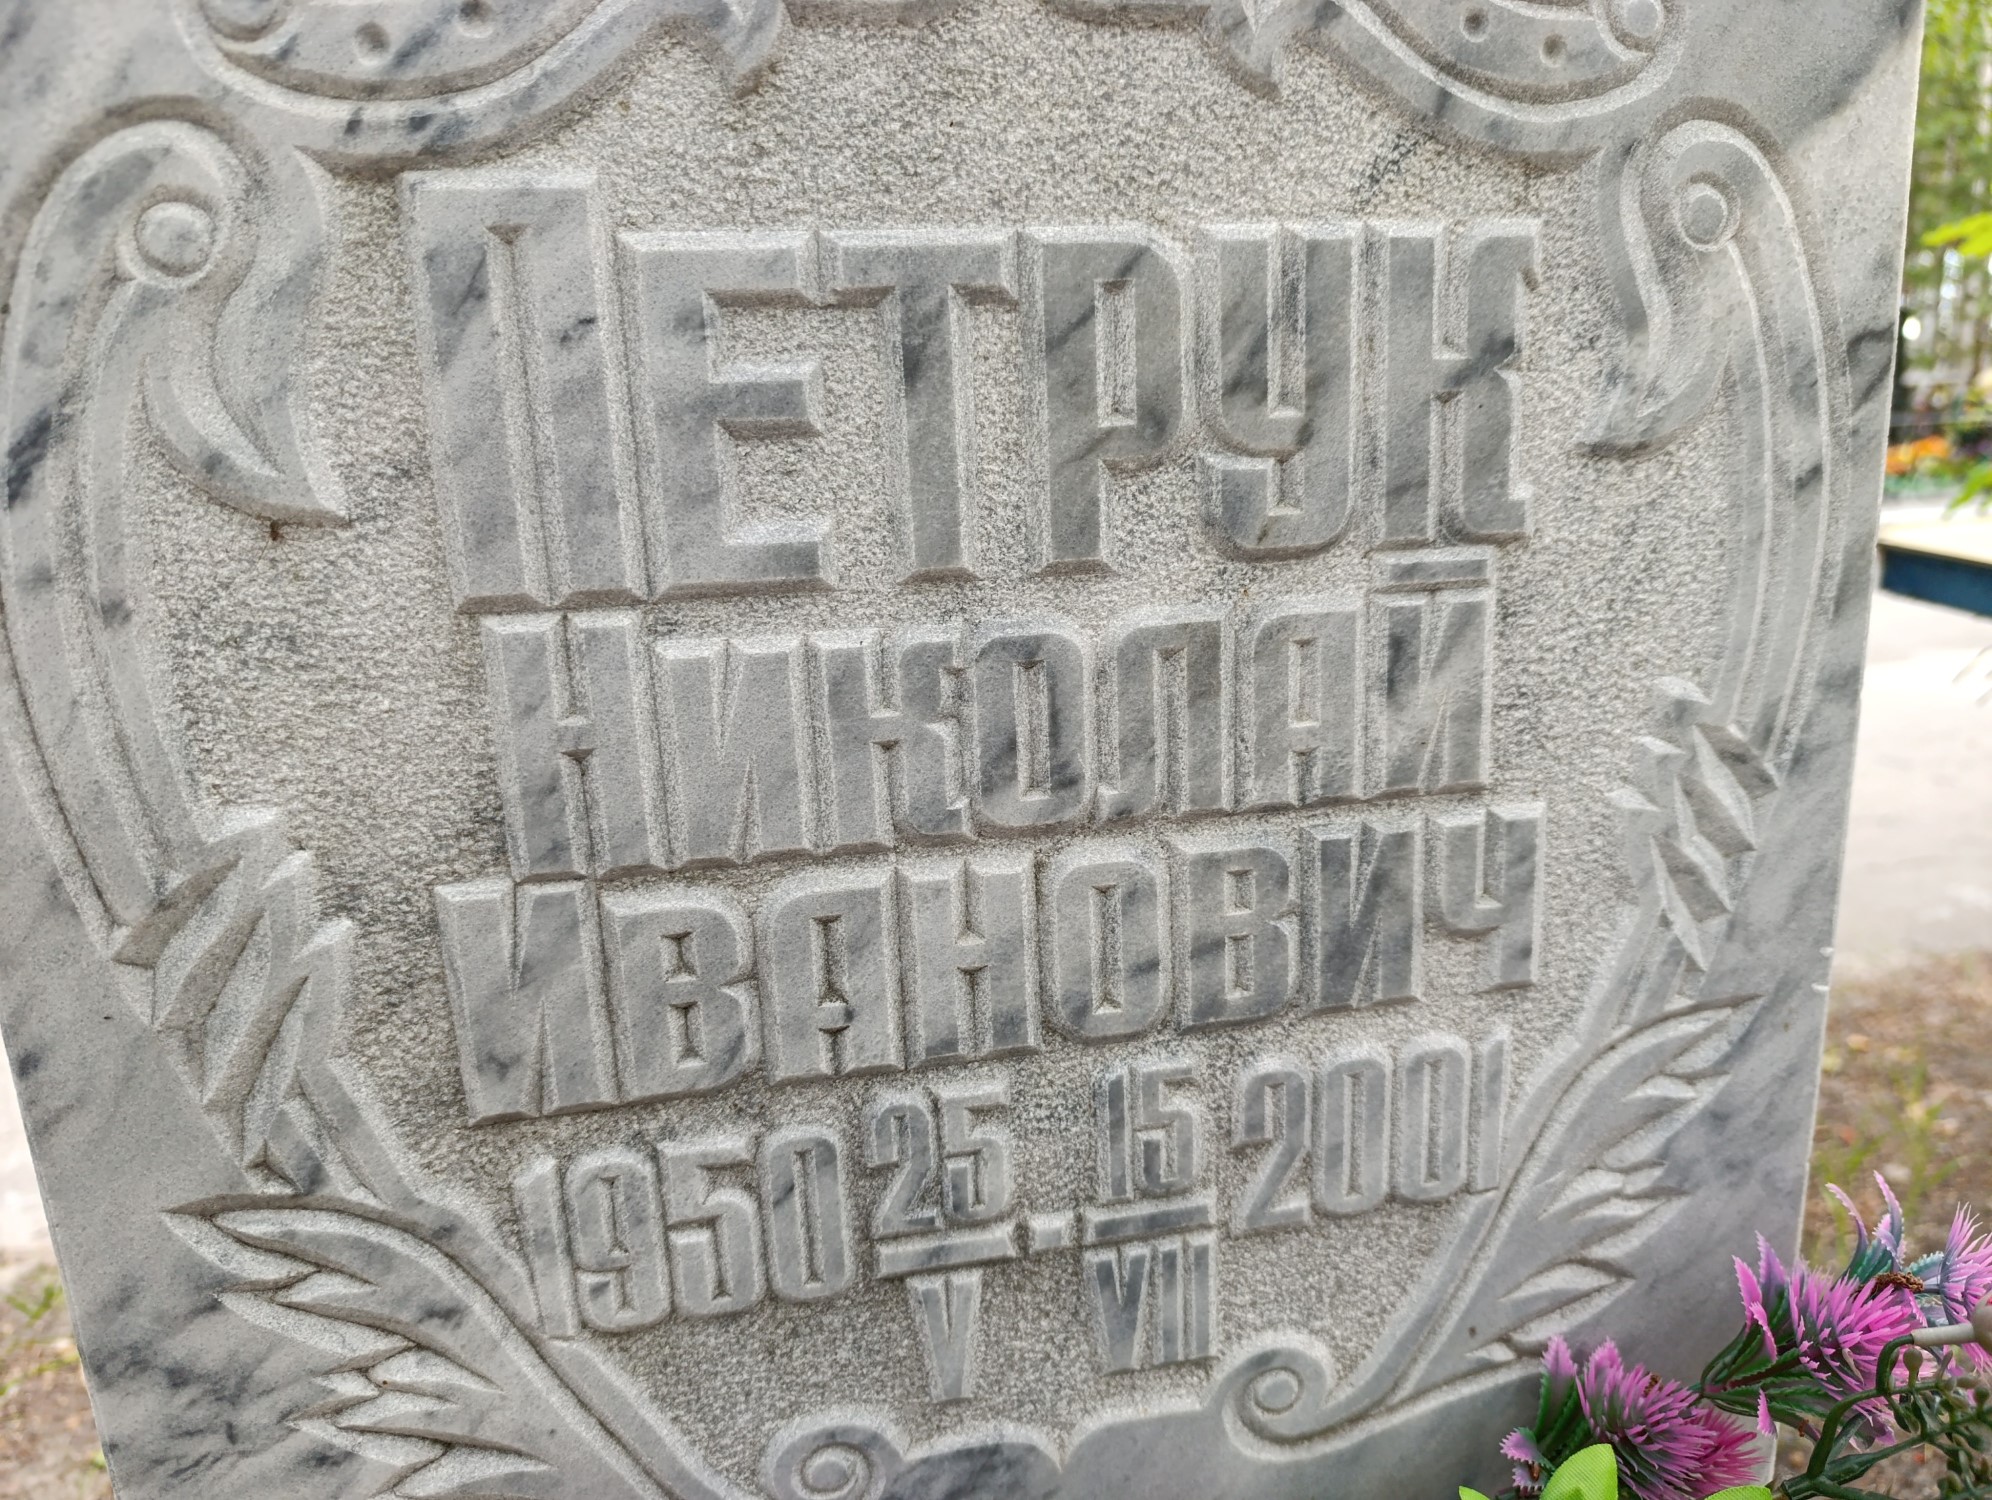 Петрук
Николай
Иванович
1950 25/V - 15/VII 2001